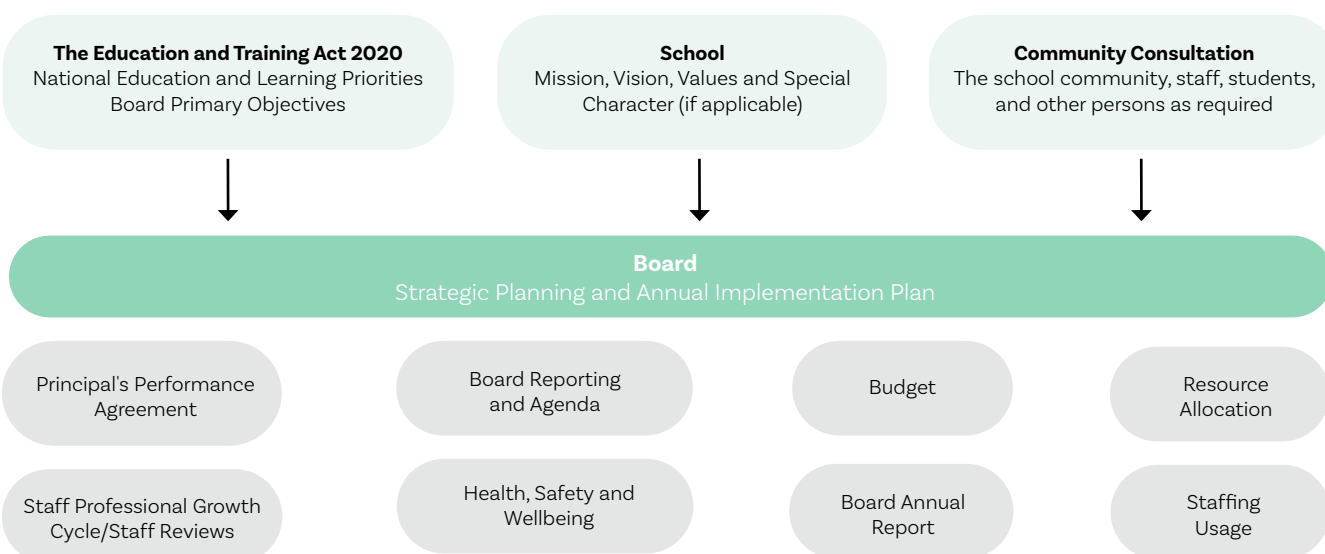 The Education and Training Act 2020
National Education and Learning Priorities
Board Primary Objectives
School
Mission, Vision, Values and Special
Character (if applicable)
Community Consultation
The school community, staff, students,
and other persons as required
Board
Strategic Planning and Annual Implementation Plan
Principal's Performance
Agreement
Board Reporting
and Agenda
Budget
Resource
Allocation
Staff Professional Growth
Cycle/Staff Reviews
Health, Safety and
Wellbeing
Board Annual
Report
Staffing
Usage